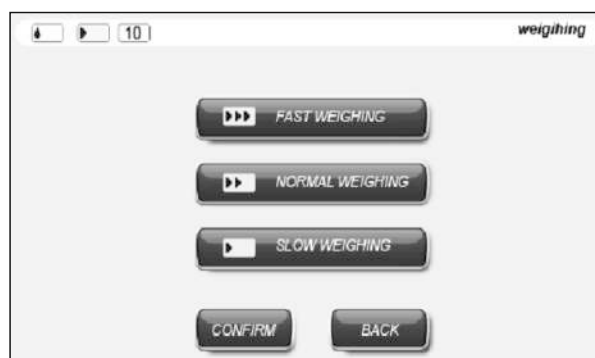 10 weigihing
FAST WEIGHING
NORMAL WEIGHING
SLOW WEIGHING
CONFIRM BACK